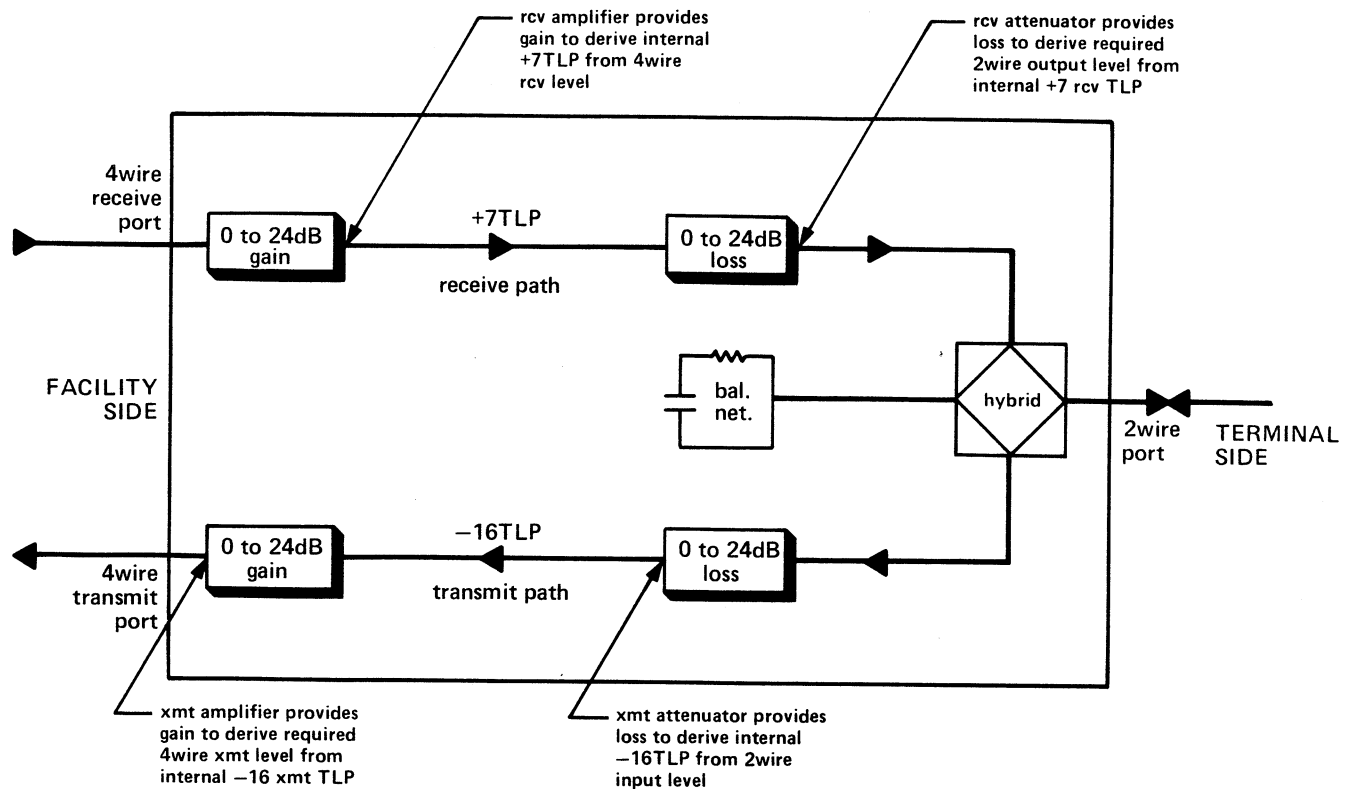 rcv amplifier provides
gain to derive internal
+7TLP from 4wire
rcv level
rcv attenuator provides
loss to derive required
2wire output level from
internal +7 rcv TLP
4wire
receive
port
0 to 24dB
gain
+7TLP
receive path
0 to 24dB
loss
FACILITY
SIDE
bal.
net.
hybrid
2wire
port
TERMINAL
SIDE
0 to 24dB
gain
−16TLP
transmit path
0 to 24dB
loss
4wire
transmit
port
xmt amplifier provides
gain to derive required
4wire xmt level from
internal −16 xmt TLP
xmt attenuator provides
loss to derive internal
−16TLP from 2wire
input level